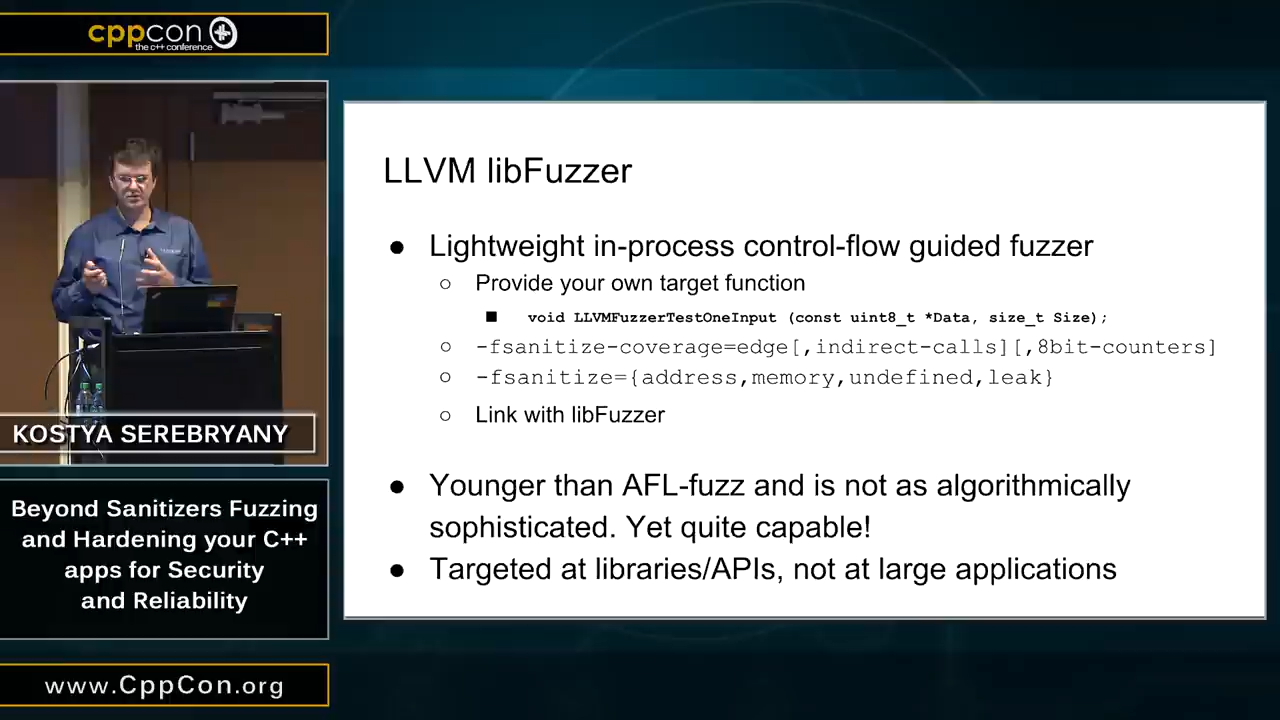 cppcon
the c++ conference
LLVM libFuzzer
● Lightweight in-process control-flow guided fuzzer
○ Provide your own target function
■ void LLVMFuzzerTestOneInput (const uint8_t *Data, size_t Size);
○ -fsanitize-coverage=edge[,indirect-calls][,8bit-counters]
○ -fsanitize={address,memory,undefined,leak}
○ Link with libFuzzer
● Younger than AFL-fuzz and is not as algorithmically
sophisticated. Yet quite capable!
● Targeted at libraries/APIs, not at large applications
KOSTYA SEREBRYANY
Beyond Sanitizers Fuzzing
and Hardening your C++
apps for Security
and Reliability
www.CppCon.org